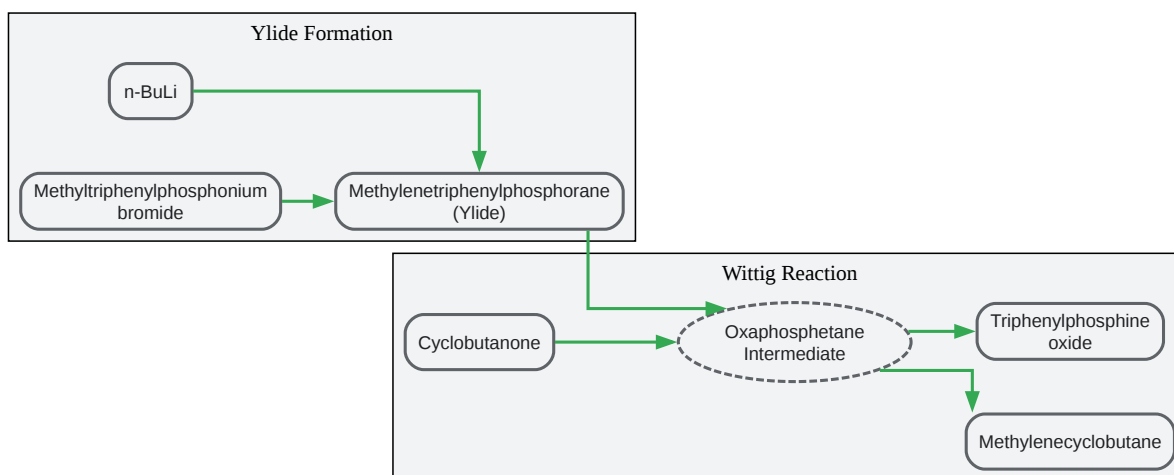 Ylide Formation
n-BuLi
Methyltriphenylphosphonium
bromide
Methylenetriphenylphosphorane
(Ylide)
Wittig Reaction
Cyclobutanone
Oxaphosphetane
Intermediate
Triphenylphosphine
oxide
Methylenecyclobutane